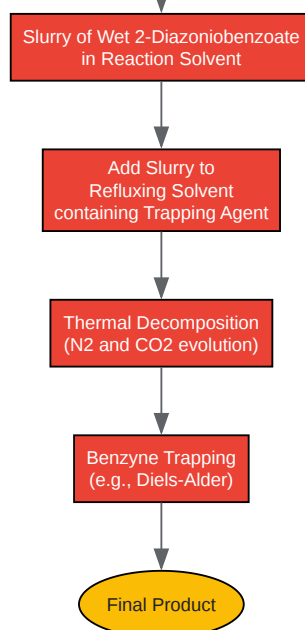 Slurry of Wet 2-Diazoniobenzoate
in Reaction Solvent
Add Slurry to
Refluxing Solvent
containing Trapping Agent
Thermal Decomposition
(N2 and CO2 evolution)
Benzyne Trapping
(e.g., Diels-Alder)
Final Product